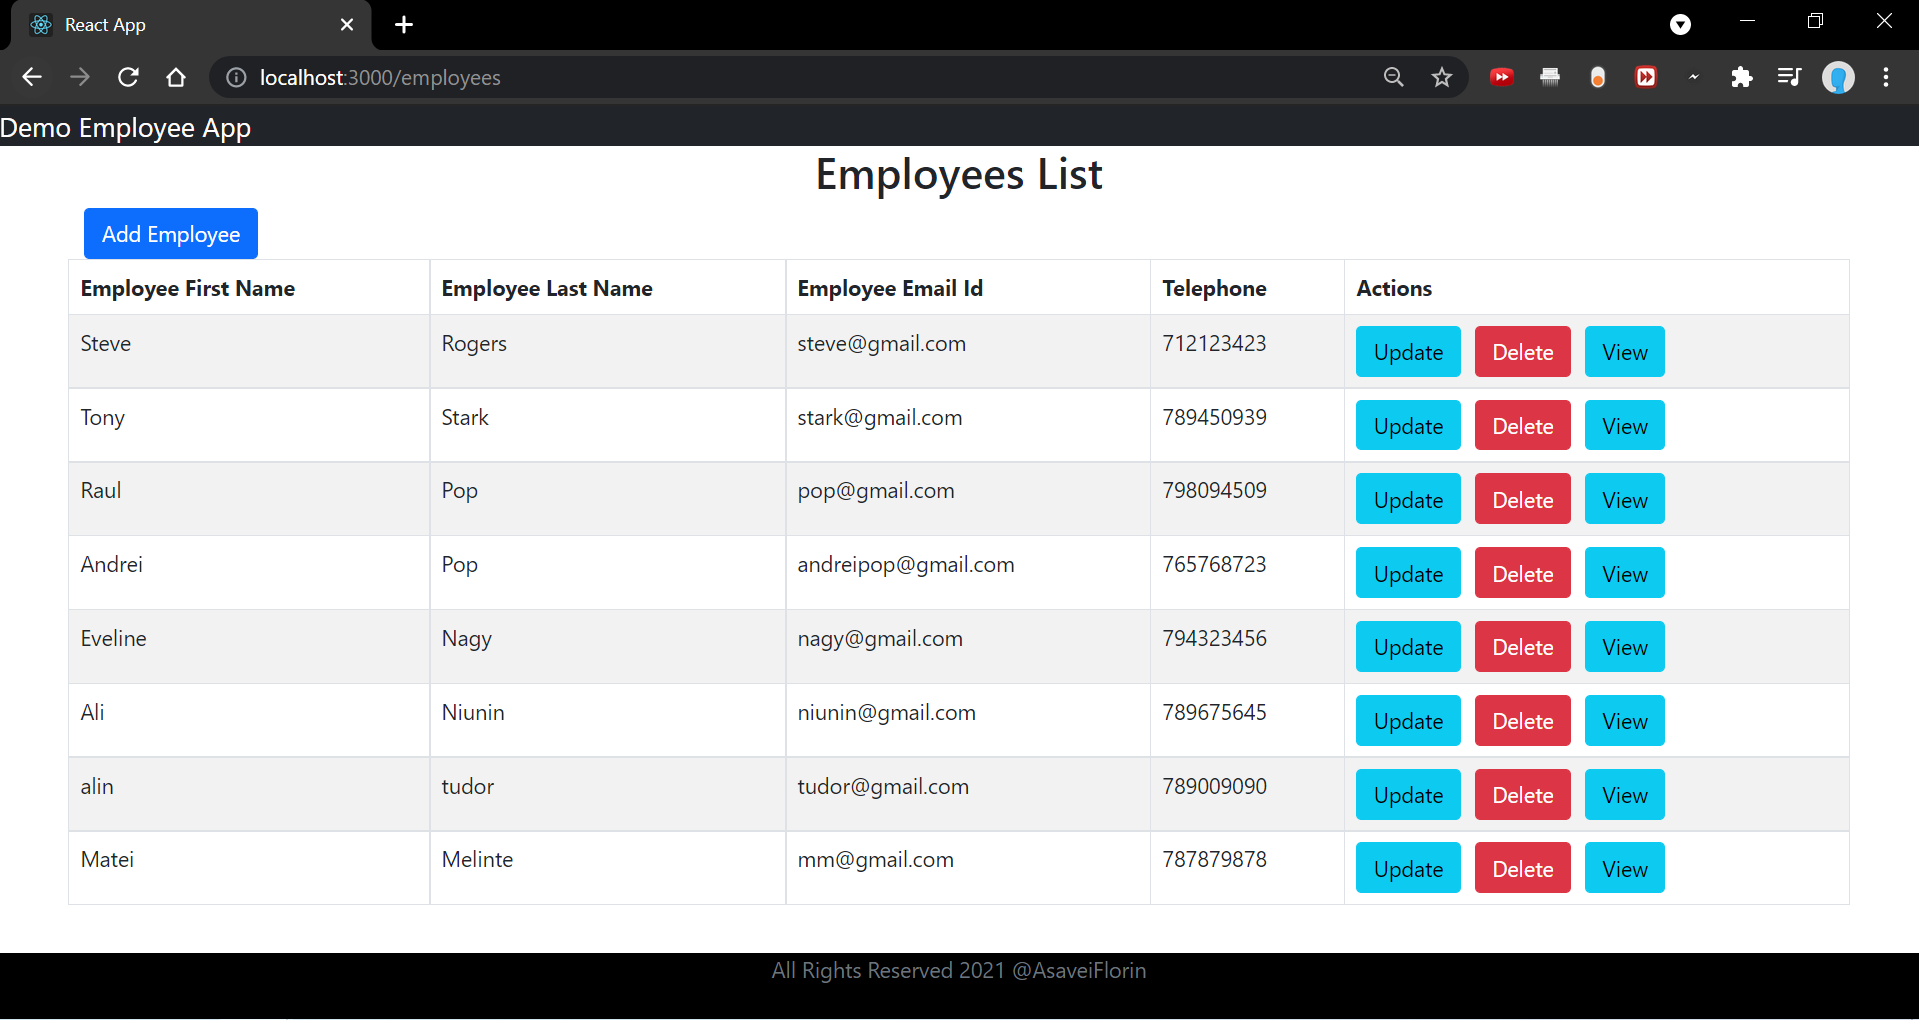 React App
localhost:3000/employees
Demo Employee App
Employees List
Add Employee
Employee First Name Employee Last Name Employee Email Id Telephone Actions
Steve Rogers steve@gmail.com 712123423 Update Delete View
Tony Stark stark@gmail.com 789450939 Update Delete View
Raul Pop pop@gmail.com 798094509 Update Delete View
Andrei Pop andreipop@gmail.com 765768723 Update Delete View
Eveline Nagy nagy@gmail.com 794323456 Update Delete View
Ali Niunin niunin@gmail.com 789675645 Update Delete View
alin tudor tudor@gmail.com 789009090 Update Delete View
Matei Melinte mm@gmail.com 787879878 Update Delete View
All Rights Reserved 2021 @AsaveiFlorin